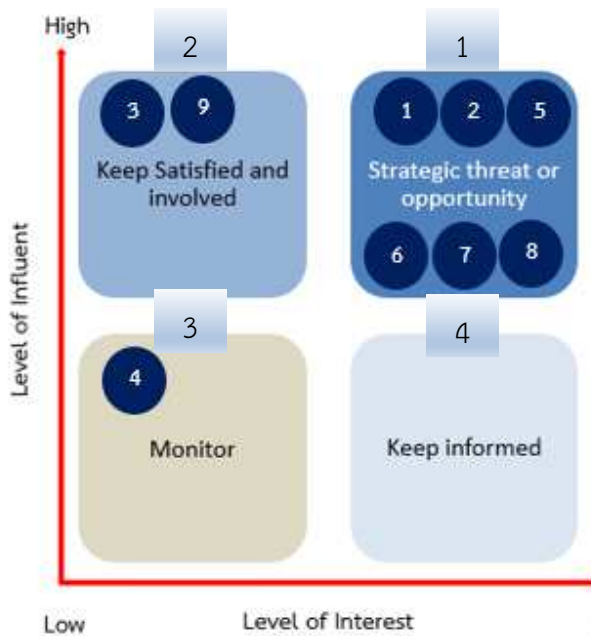 High
2
1
3 9
1 2 5
Keep Satisfied and
involved
Strategic threat or
opportunity
6 7 8
Level of Influent
3
4
4
Monitor
Keep informed
Low
Level of Interest